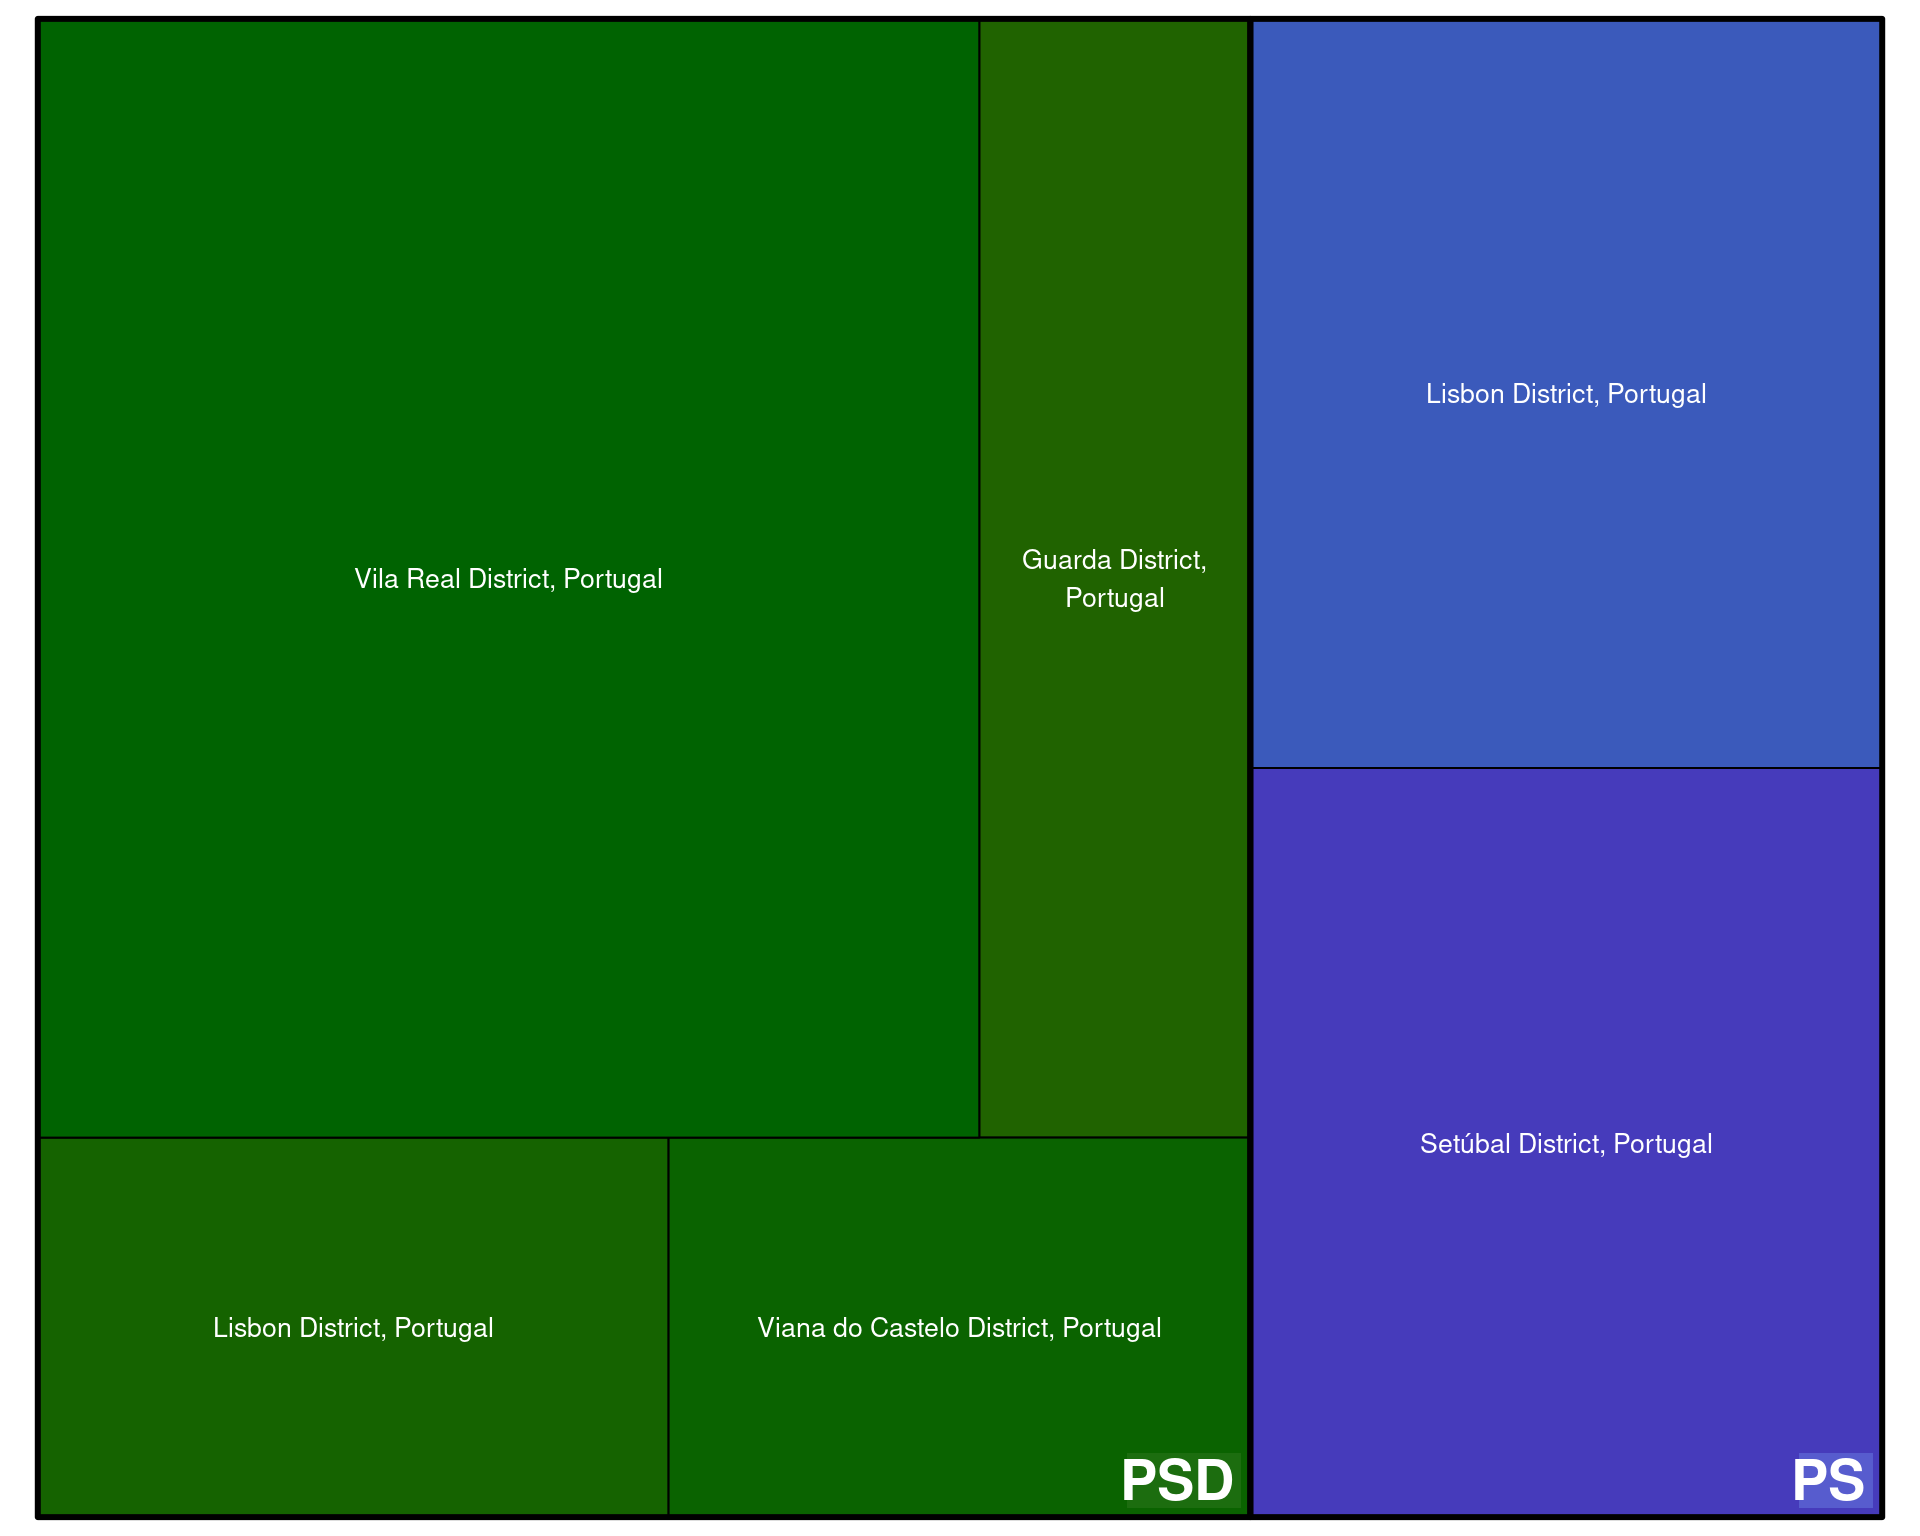 Vila Real District, Portugal
Guarda District,
Portugal
Lisbon District, Portugal
Viana do Castelo District, Portugal
PSD
Lisbon District, Portugal
Setúbal District, Portugal
PS